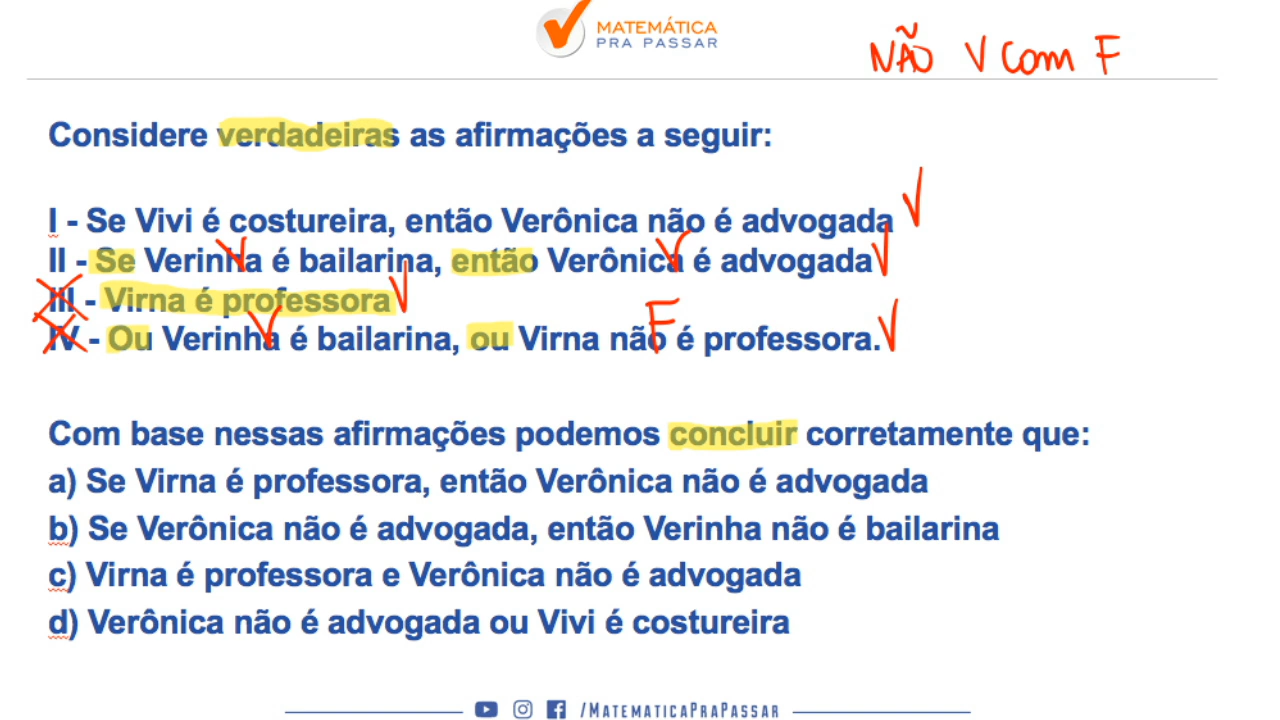 MATEMÁTICA
PRA PASSAR
NÃO V com F
Considere verdadeiras as afirmações a seguir:
V
I - Se Vivi é costureira, então Verônica não é advogada
V V V
II - Se Verinha é bailarina, então Verônica é advogada
V
III - Virna é professora
V F V
IV - Ou Verinha é bailarina, ou Virna não é professora.
Com base nessas afirmações podemos concluir corretamente que:
a) Se Virna é professora, então Verônica não é advogada
b) Se Verônica não é advogada, então Verinha não é bailarina
c) Virna é professora e Verônica não é advogada
d) Verônica não é advogada ou Vivi é costureira
/MATEMATICAPRAPASSAR